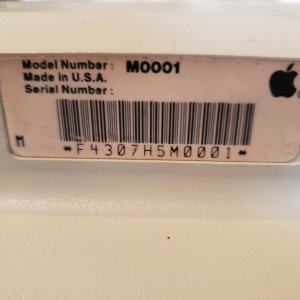 Model Number: M0001
Made in U.S.A.
Serial Number:
M
*F4307H5M0001*